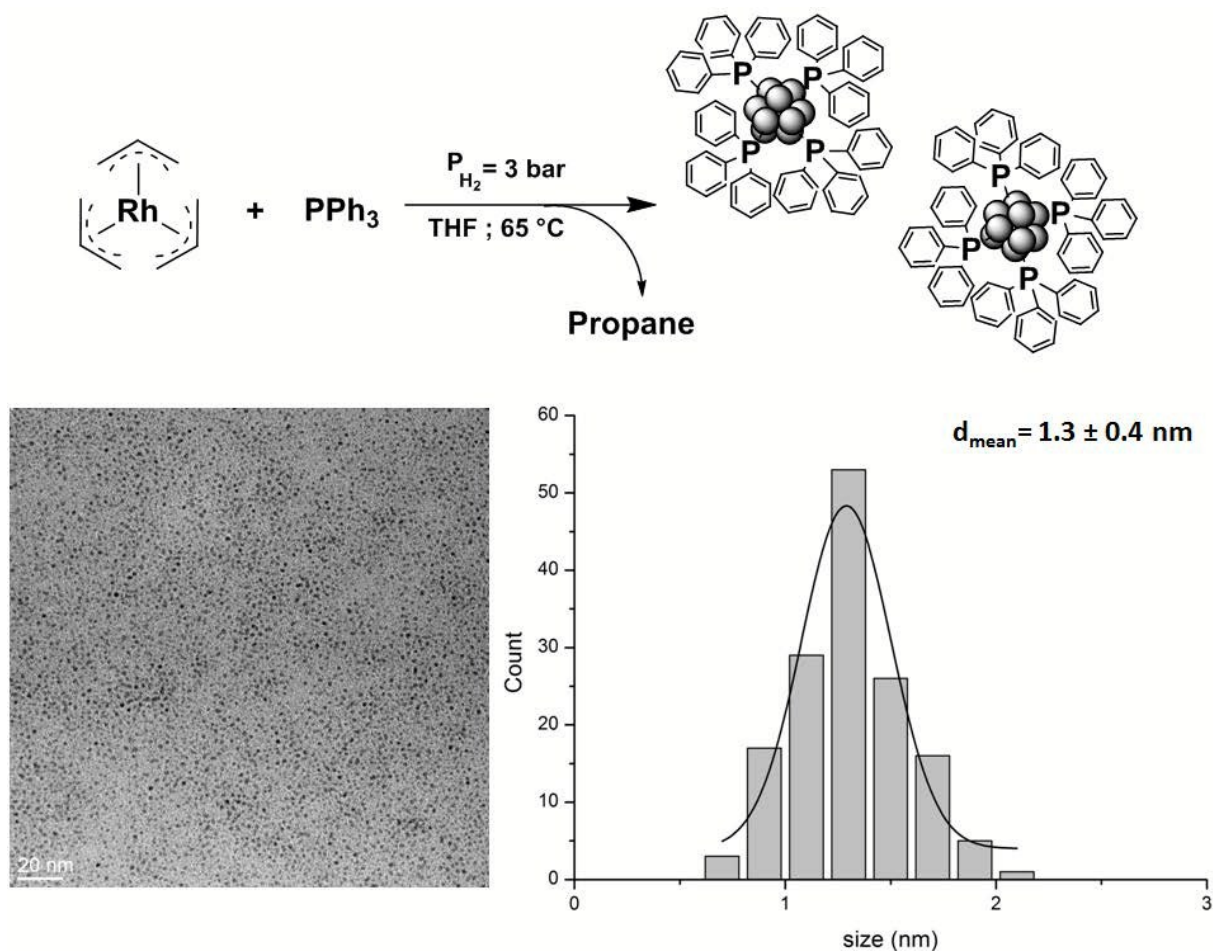 P
P
P
P
P
P
P
P
Rh + PPh₃
P_H₂ = 3 bar
THF ; 65 °C
Propane
20 nm
d_mean = 1.3 ± 0.4 nm
60
50
40
30
20
10
0
Count
0 1 2 3
size (nm)